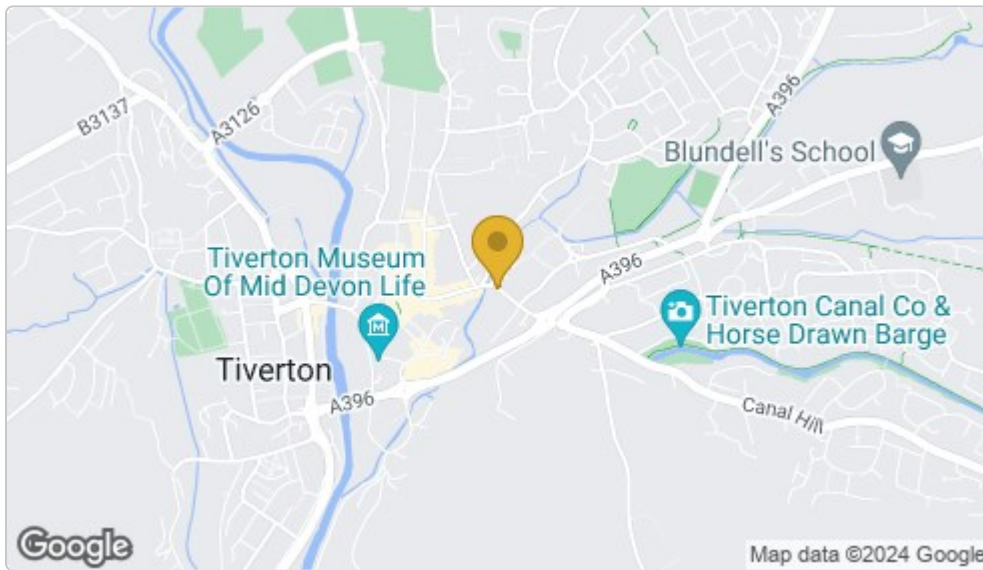 B3137
A3126
A396
Blundell's School
Tiverton Museum
Of Mid Devon Life
A396
Tiverton Canal Co &
Horse Drawn Barge
Tiverton
A396
Canal Hill
Google
Map data ©2024 Google